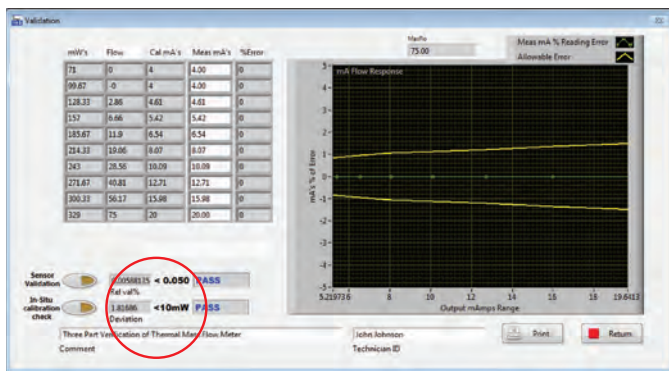 Validation
mW's Flow Cal mA's Meas mA's %Error
71 0 4 4.00 0
99.67 -0 4 4.00 0
128.33 2.86 4.61 4.61 0
157 6.66 5.42 5.42 0
185.67 11.9 6.54 6.54 0
214.33 19.06 8.07 8.07 0
243 28.56 10.09 10.09 0
271.67 40.81 12.71 12.71 0
300.33 56.17 15.98 15.98 0
329 75 20 20.00 0
MaxFlo
75.00
Meas mA % Reading Error
Allowable Error
mA Flow Response
5
4
3
2
1
0
-1
-2
-3
-4
-5
mA's % of Error
5.219736 8 10 12 14 16 18 19.6413
Output mAmps Range
Sensor Validation
0.00588135 < 0.050 PASS
Rat val%
In-Situ calibration check
1.81686 <10mW PASS
Deviation
Three Part Verification of Thermal Mass Flow Meter
Comment
John Johnson
Technician ID
Print
Return